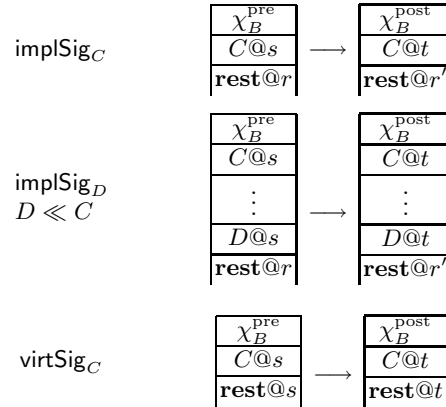 χ_B^pre χ_B^post
implSig_C C@s ⟶ C@t
rest@r rest@r′
χ_B^pre χ_B^post
C@s C@t
implSig_D
D ≪ C ⋮ ⟶ ⋮
D@s D@t
rest@r rest@r′
χ_B^pre χ_B^post
virtSig_C C@s ⟶ C@t
rest@s rest@t